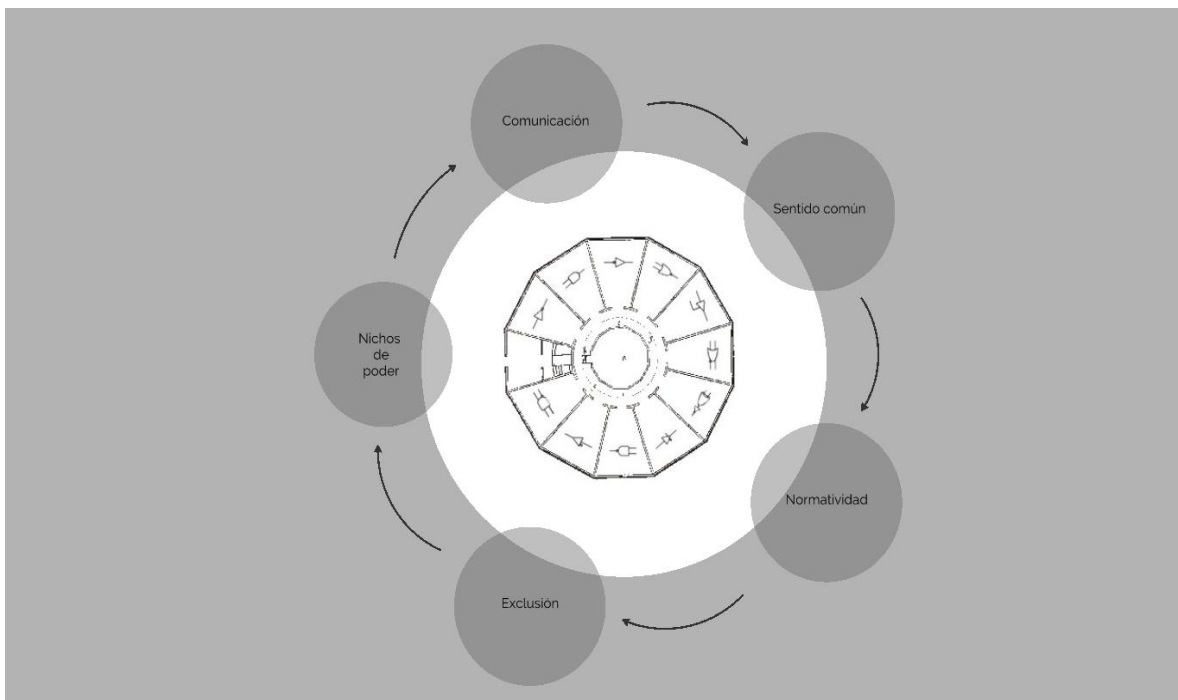 Comunicación
Sentido común
Normatividad
Exclusión
Nichos
de
poder